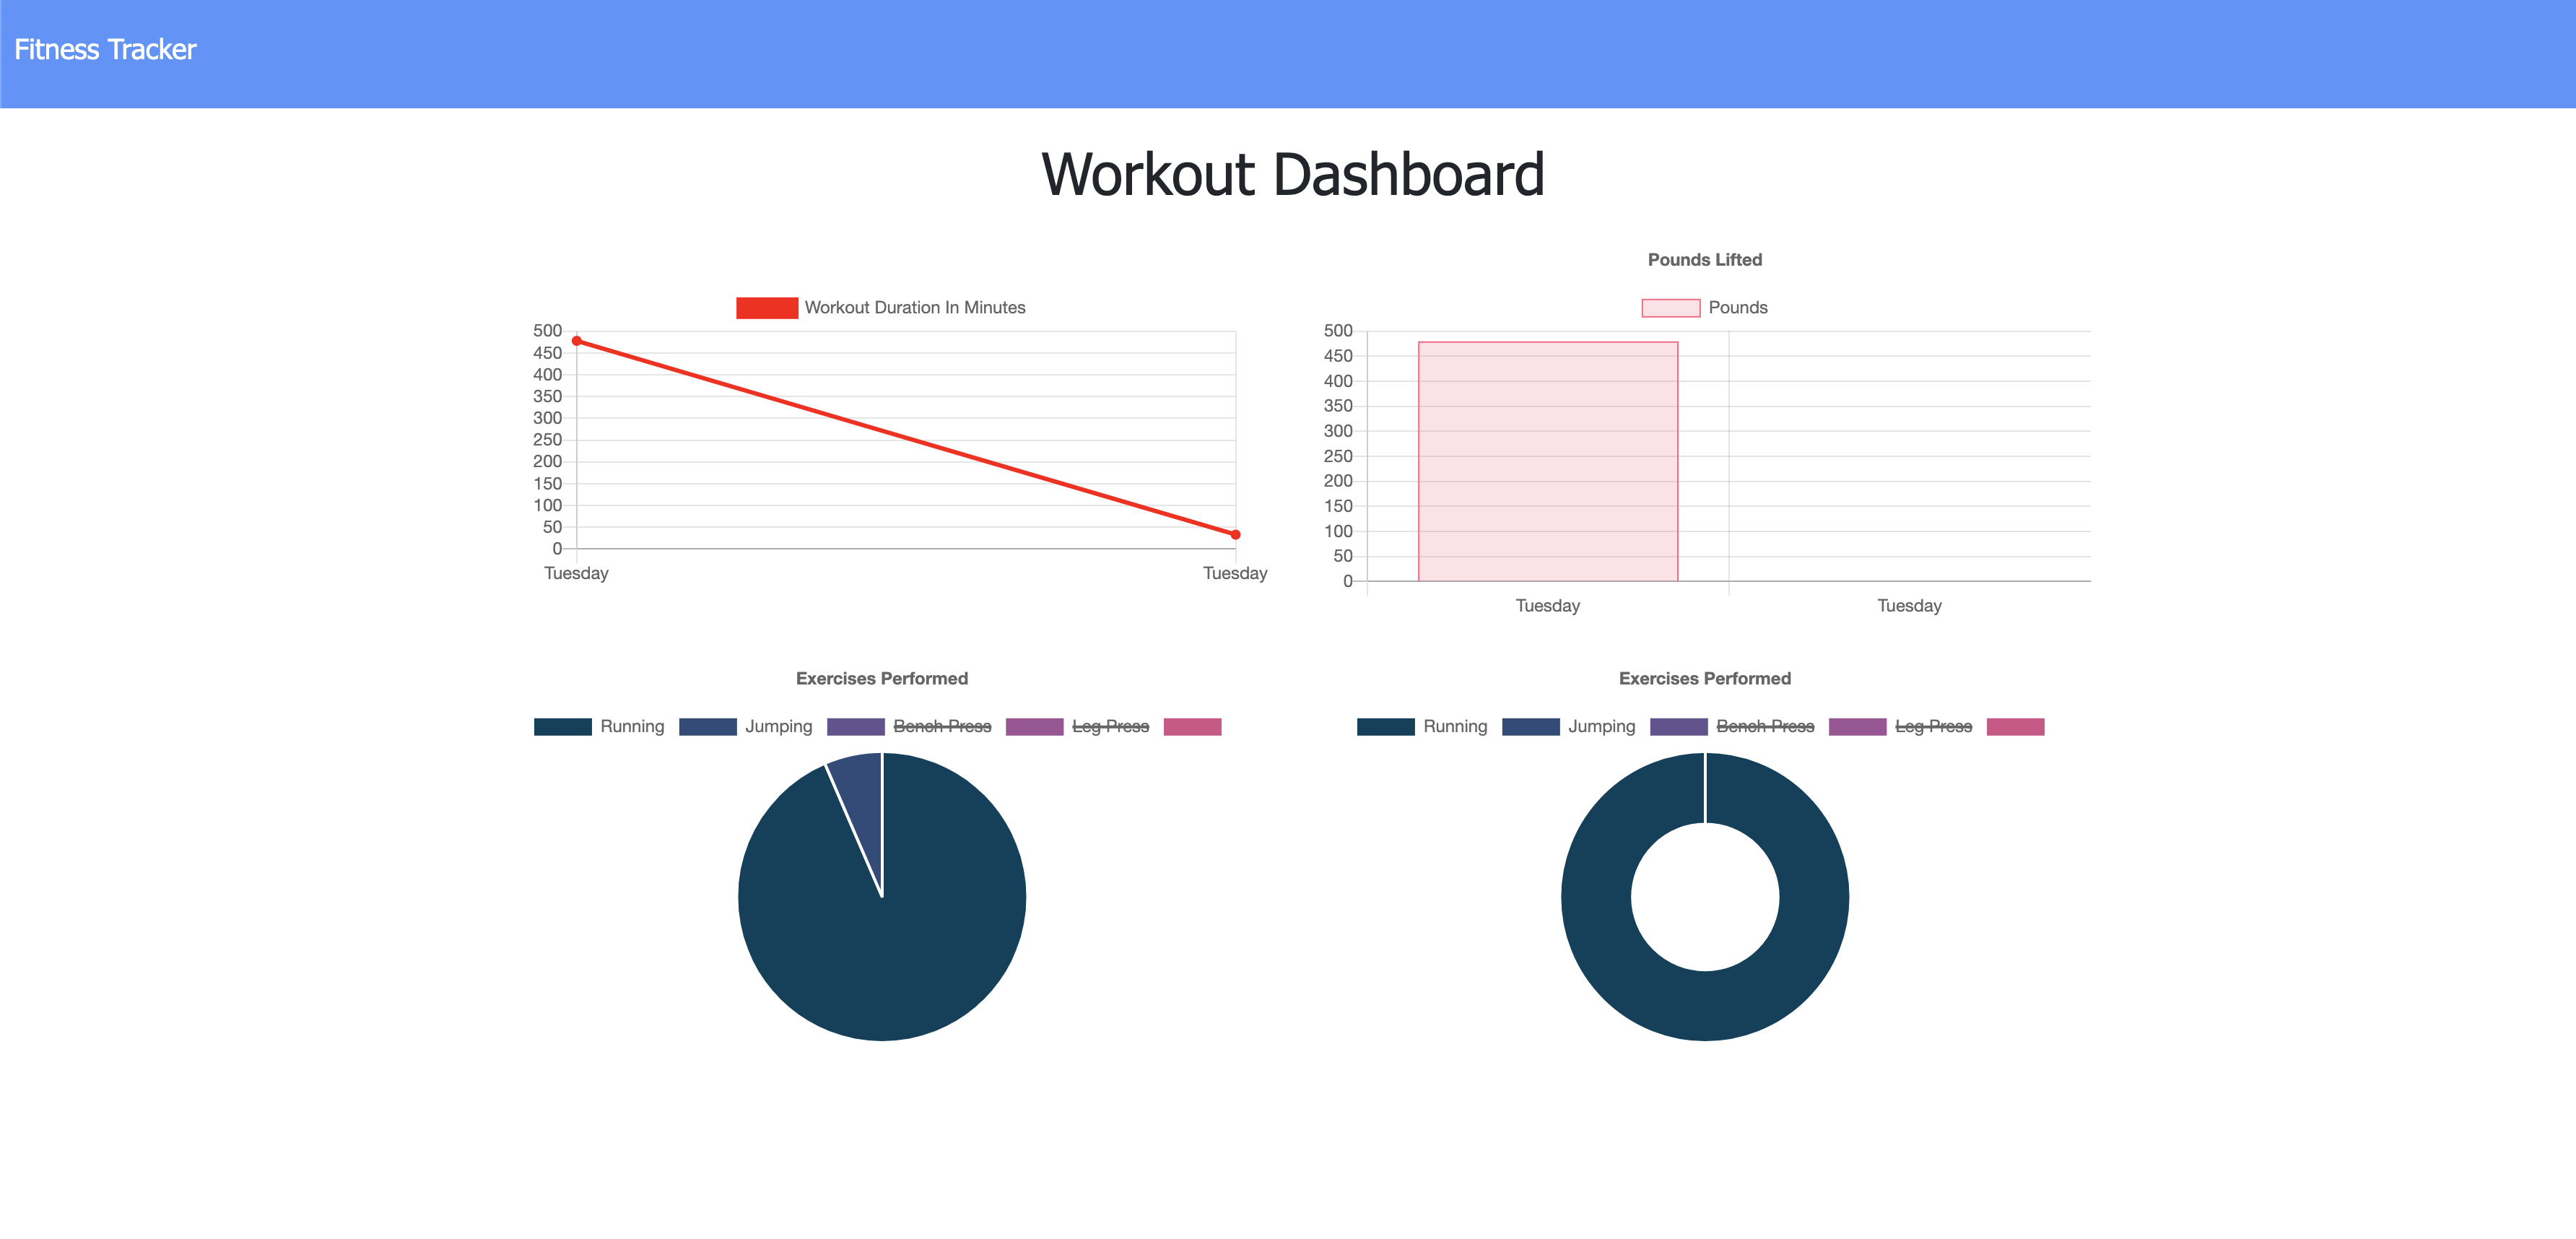 Fitness Tracker
Workout Dashboard
Workout Duration In Minutes
500
450
400
350
300
250
200
150
100
50
0
Tuesday Tuesday
Pounds Lifted
Pounds
500
450
400
350
300
250
200
150
100
50
0
Tuesday Tuesday
Exercises Performed
Running Jumping Bench Press Leg Press
Exercises Performed
Running Jumping Bench Press Leg Press